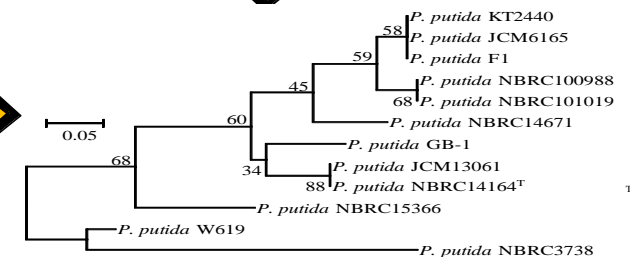 P. putida KT2440
58
P. putida JCM6165
59
P. putida F1
P. putida NBRC100988
45
68
P. putida NBRC101019
60
P. putida NBRC14671
0.05
P. putida GB-1
34
P. putida JCM13061
68
88
P. putida NBRC14164ᵀ
T
P. putida NBRC15366
P. putida W619
P. putida NBRC3738